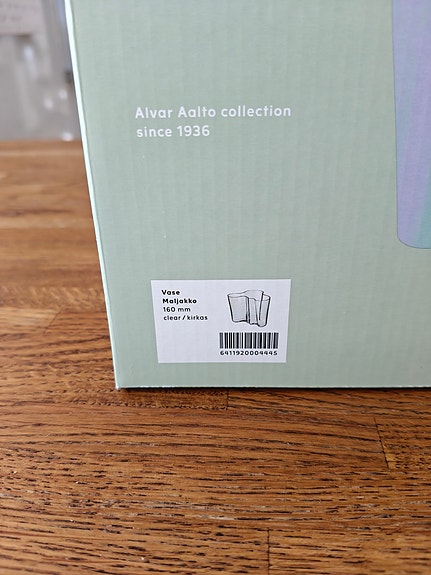 Alvar Aalto collection
since 1936
Vase
Maljakko
160 mm
clear / kirkas
6411920004445